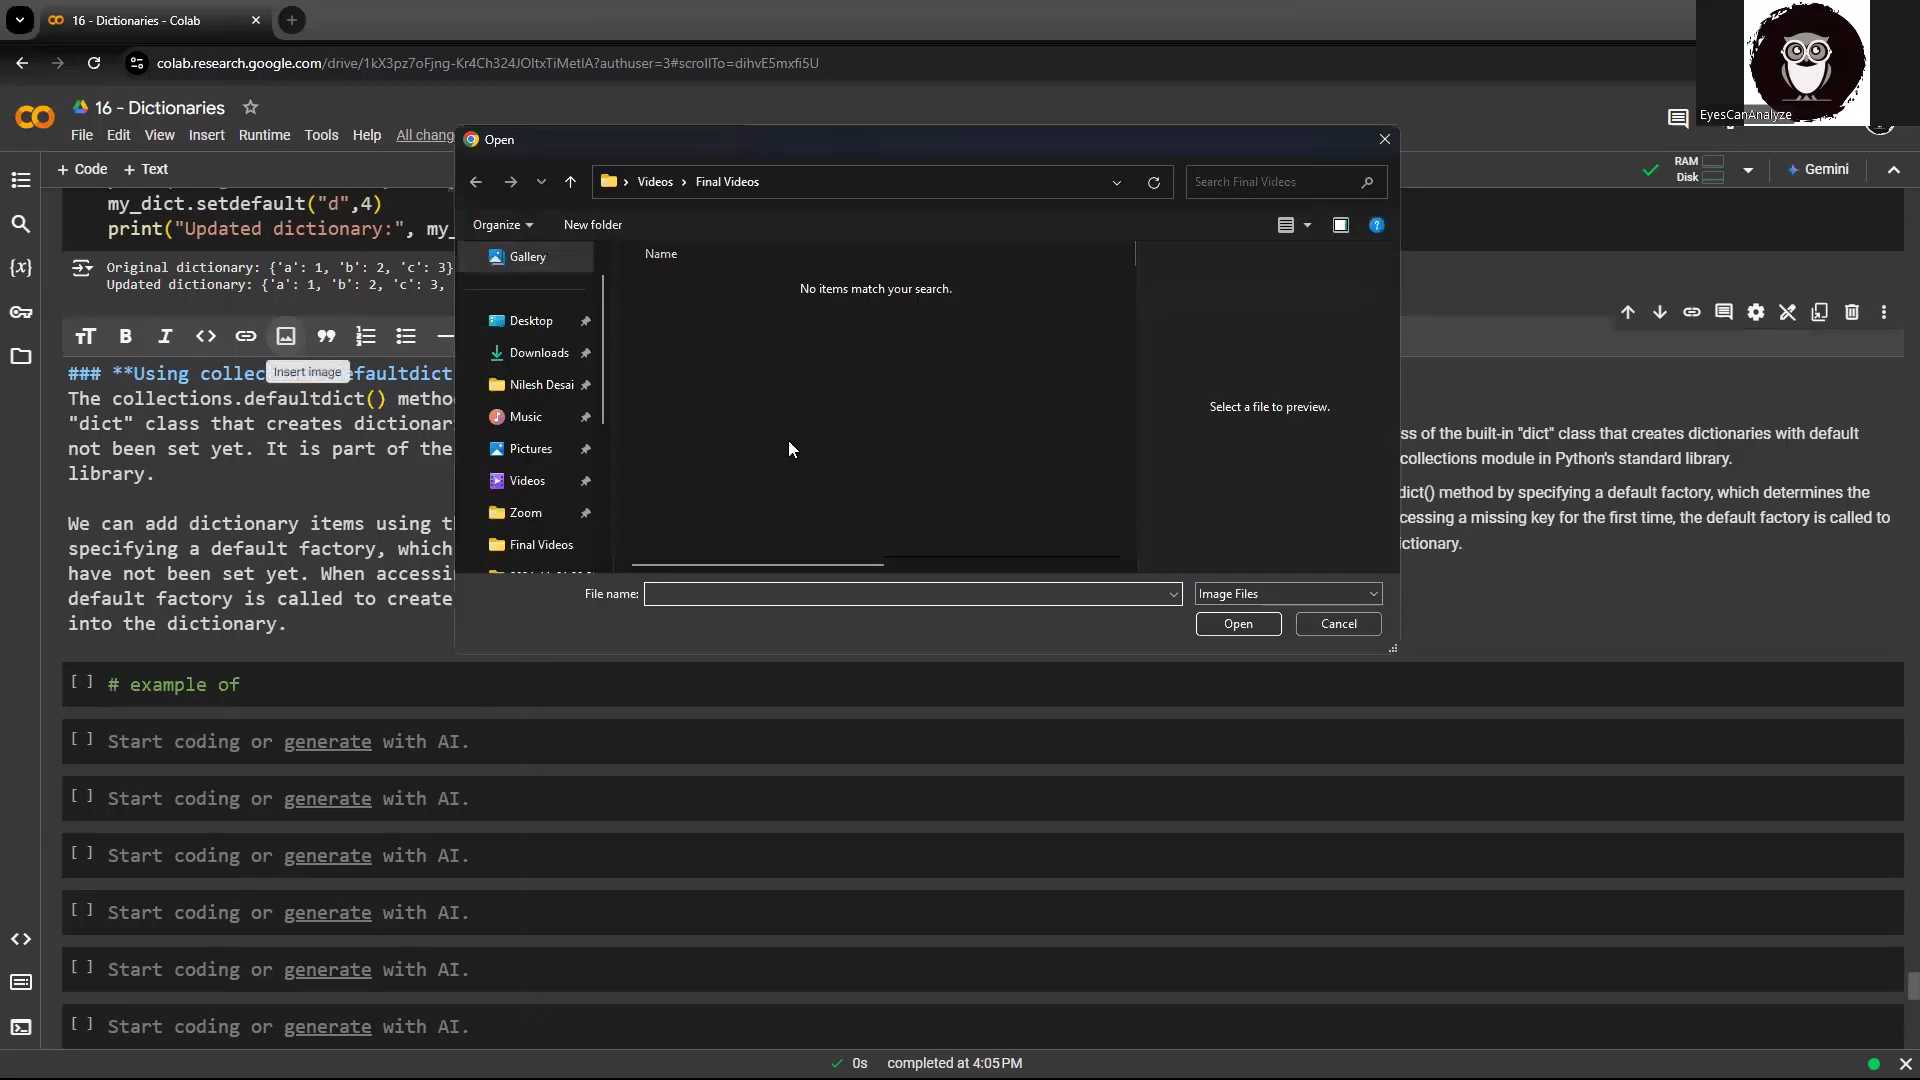 16 - Dictionaries - Colab
colab.research.google.com/drive/1kX3pz7oFjng-Kr4Ch324JOltxTiMetlA?authuser=3#scrollTo=dihvE5mxfi5U
EyesCanAnalyze
16 - Dictionaries
File Edit View Insert Runtime Tools Help All chang
+ Code + Text
RAM
Disk
Gemini
my_dict.setdefault("d",4)
print("Updated dictionary:", my_
Original dictionary: {'a': 1, 'b': 2, 'c': 3}
Updated dictionary: {'a': 1, 'b': 2, 'c': 3,
Insert image
### **Using collec efaultdict
The collections.defaultdict() metho
"dict" class that creates dictionar
not been set yet. It is part of the
library.
We can add dictionary items using t
specifying a default factory, which
have not been set yet. When accessi
default factory is called to create
into the dictionary.
ss of the built-in "dict" class that creates dictionaries with default
collections module in Python's standard library.
dict() method by specifying a default factory, which determines the
cessing a missing key for the first time, the default factory is called to
ictionary.
Open
Videos > Final Videos
Search Final Videos
Organize
New folder
Gallery
Name
No items match your search.
Desktop
Downloads
Nilesh Desai
Music
Pictures
Videos
Zoom
Final Videos
Select a file to preview.
File name:
Image Files
Open
Cancel
[ ] # example of
[ ] Start coding or generate with AI.
[ ] Start coding or generate with AI.
[ ] Start coding or generate with AI.
[ ] Start coding or generate with AI.
[ ] Start coding or generate with AI.
[ ] Start coding or generate with AI.
0s completed at 4:05 PM